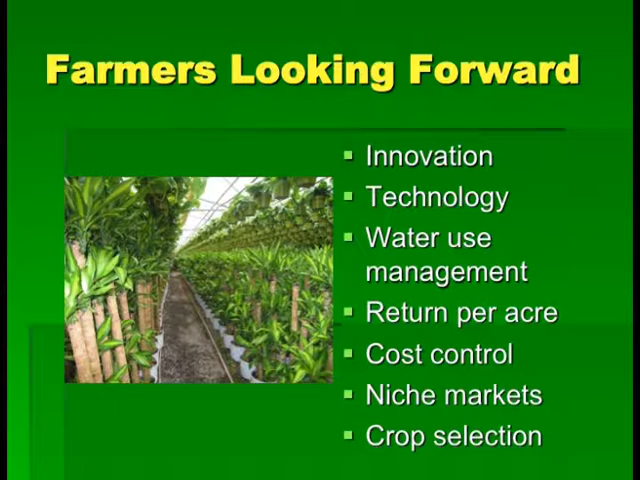 Farmers Looking Forward
Innovation
Technology
Water use
management
Return per acre
Cost control
Niche markets
Crop selection